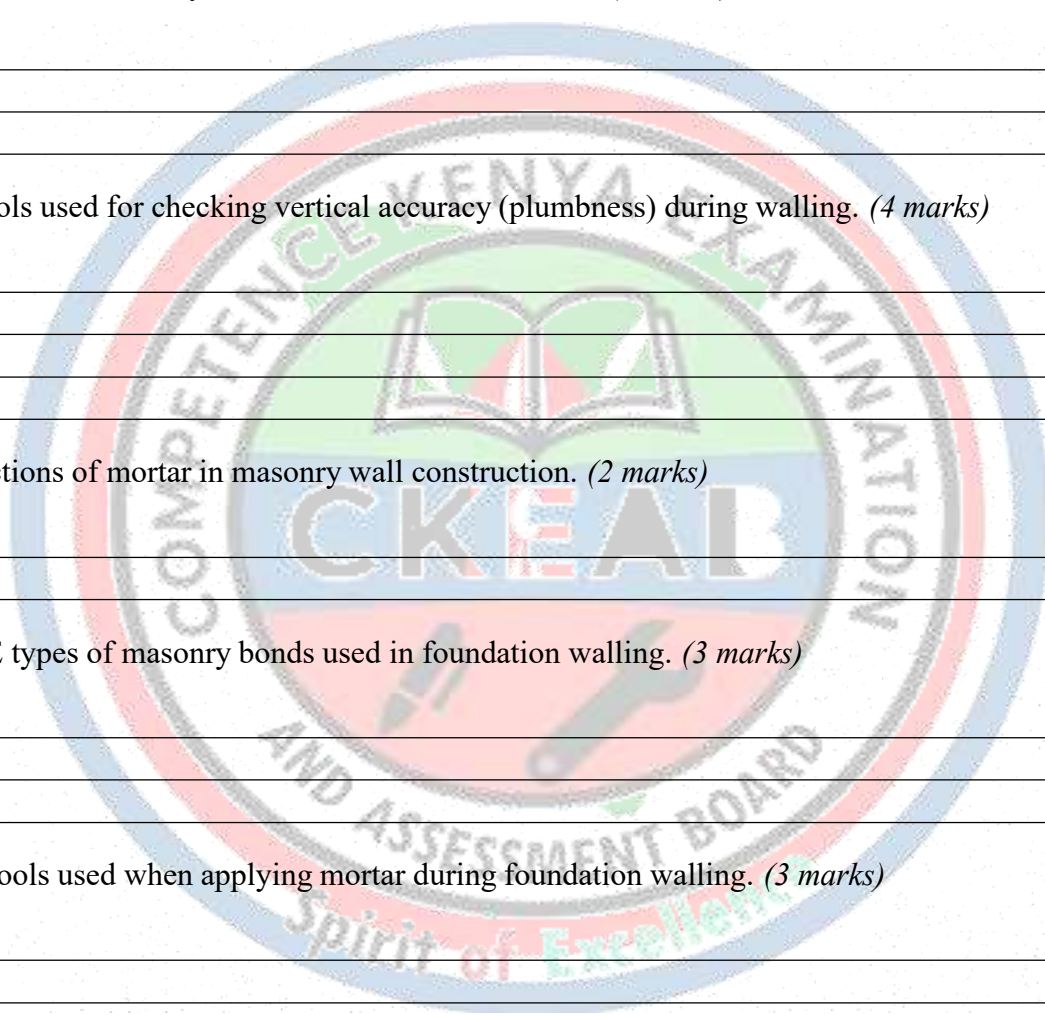 ols used for checking vertical accuracy (plumbness) during walling. (4 marks)
ctions of mortar in masonry wall construction. (2 marks)
E types of masonry bonds used in foundation walling. (3 marks)
ools used when applying mortar during foundation walling. (3 marks)
COMPETENCE KENYA EXAMINATION
AND ASSESSMENT BOARD
CKEAB
Spirit of Excellence